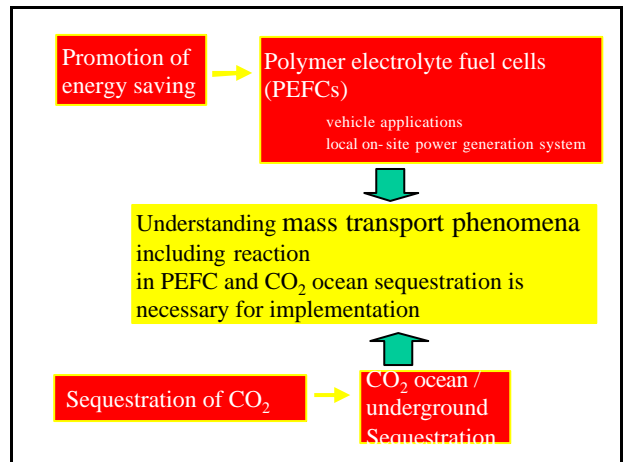 Promotion of
energy saving
Polymer electrolyte fuel cells
(PEFCs)
vehicle applications
local on-site power generation system
Understanding mass transport phenomena
including reaction
in PEFC and CO₂ ocean sequestration is
necessary for implementation
Sequestration of CO₂
CO₂ ocean /
underground
Sequestration